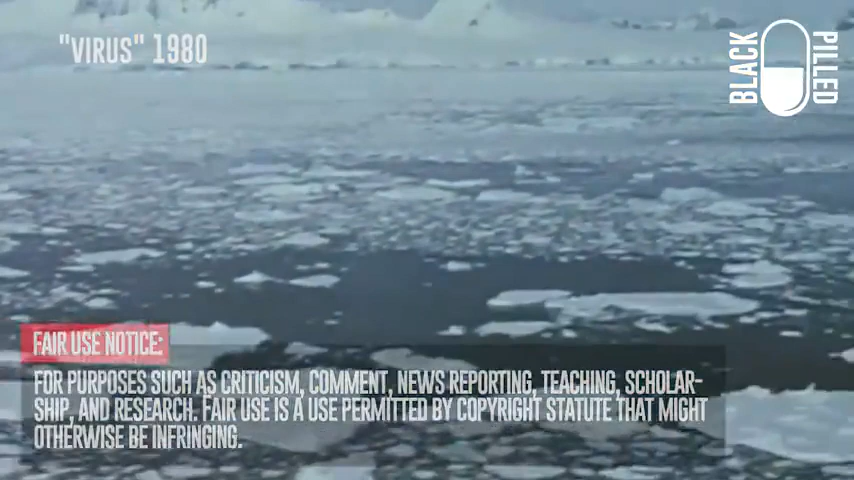 "VIRUS" 1980
BLACK
PILLED
FAIR USE NOTICE:
FOR PURPOSES SUCH AS CRITICISM, COMMENT, NEWS REPORTING, TEACHING, SCHOLAR-
SHIP, AND RESEARCH. FAIR USE IS A USE PERMITTED BY COPYRIGHT STATUTE THAT MIGHT
OTHERWISE BE INFRINGING.